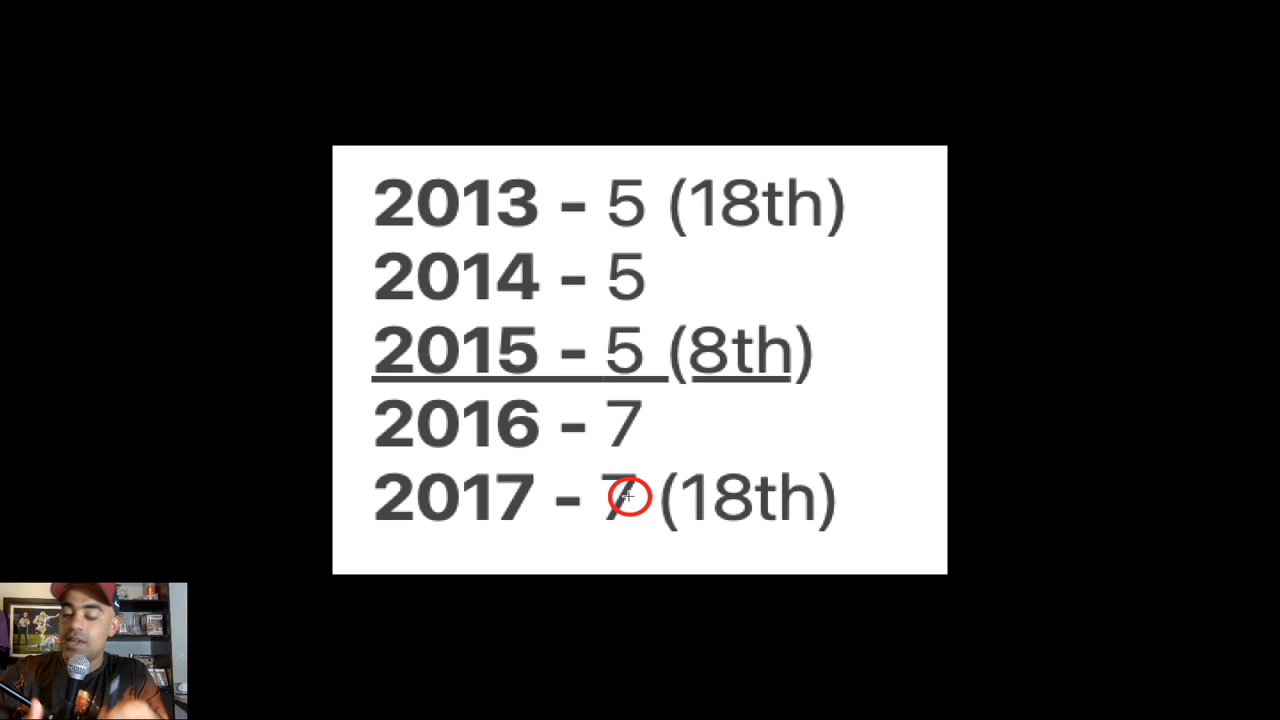 2013 - 5 (18th)
2014 - 5
2015 - 5 (8th)
2016 - 7
2017 - 7 (18th)